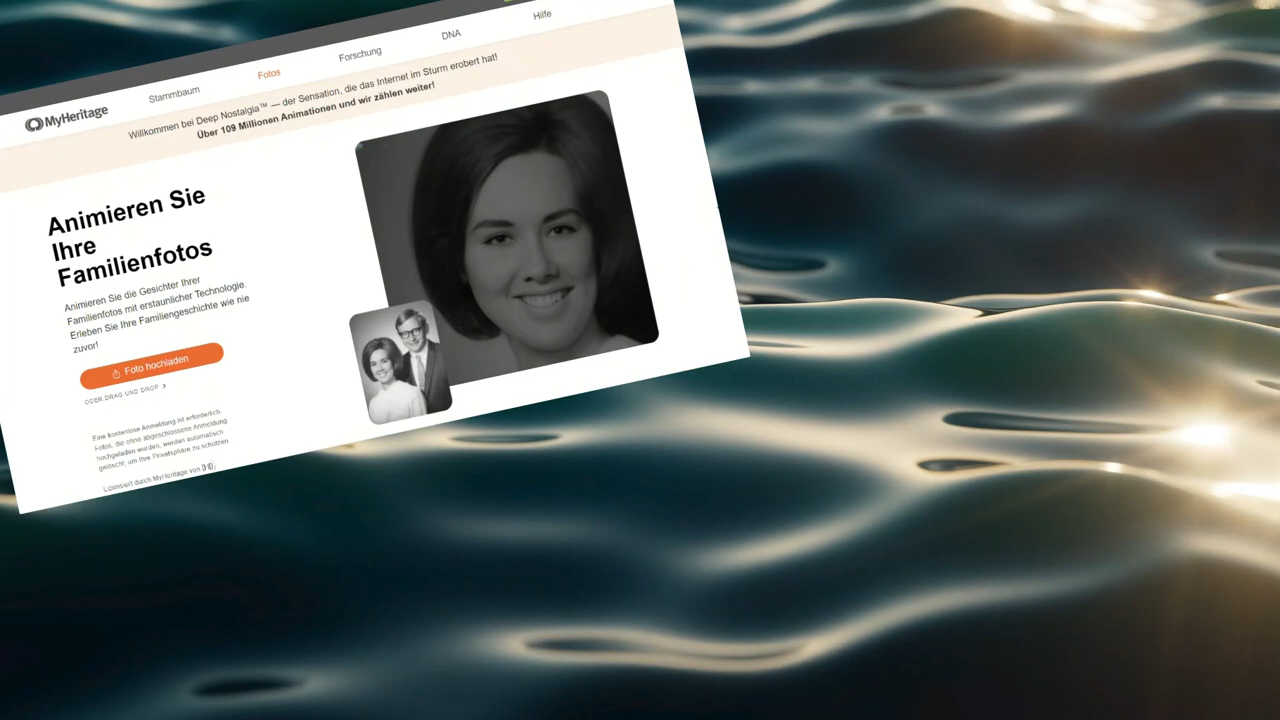 MyHeritage
Stammbaum
Fotos
Forschung
DNA
Hilfe
Willkommen bei Deep Nostalgia™ — der Sensation, die das Internet im Sturm erobert hat!
Über 109 Millionen Animationen und wir zählen weiter!
Animieren Sie
Ihre
Familienfotos
Animieren Sie die Gesichter Ihrer
Familienfotos mit erstaunlicher Technologie.
Erleben Sie Ihre Familiengeschichte wie nie
zuvor!
Foto hochladen
ODER DRAG UND DROP
Eine kostenlose Anmeldung ist erforderlich.
Fotos, die ohne abgeschlossene Anmeldung
hochgeladen wurden, werden automatisch
gelöscht, um Ihre Privatsphäre zu schützen.
Lizensiert durch MyHeritage von